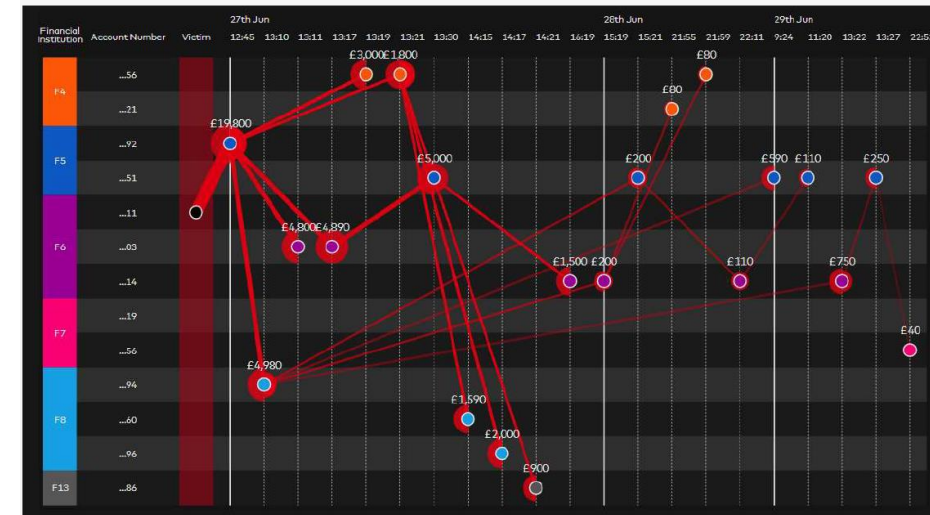 27th Jun 28th Jun 29th Jun
Financial Institution Account Number Victim 12:45 13:10 13:11 13:17 13:19 13:21 13:30 14:15 14:17 14:21 16:19 15:19 15:21 21:55 21:59 22:11 9:24 11:20 13:22 13:27
£3,000 £1,800 £80
F4 ...56
£80
...21
£19,800
F5 ...92
£5,000 £200 £590 £110 £250
...51
...11
£4,800 £4,890
F6 ...03
£1,500 £200 £110 £750
...14
F7 ...19
£40
...56
£4,980
...94
£1,590
F8 ...60
£2,000
...96
£900
F13 ...86